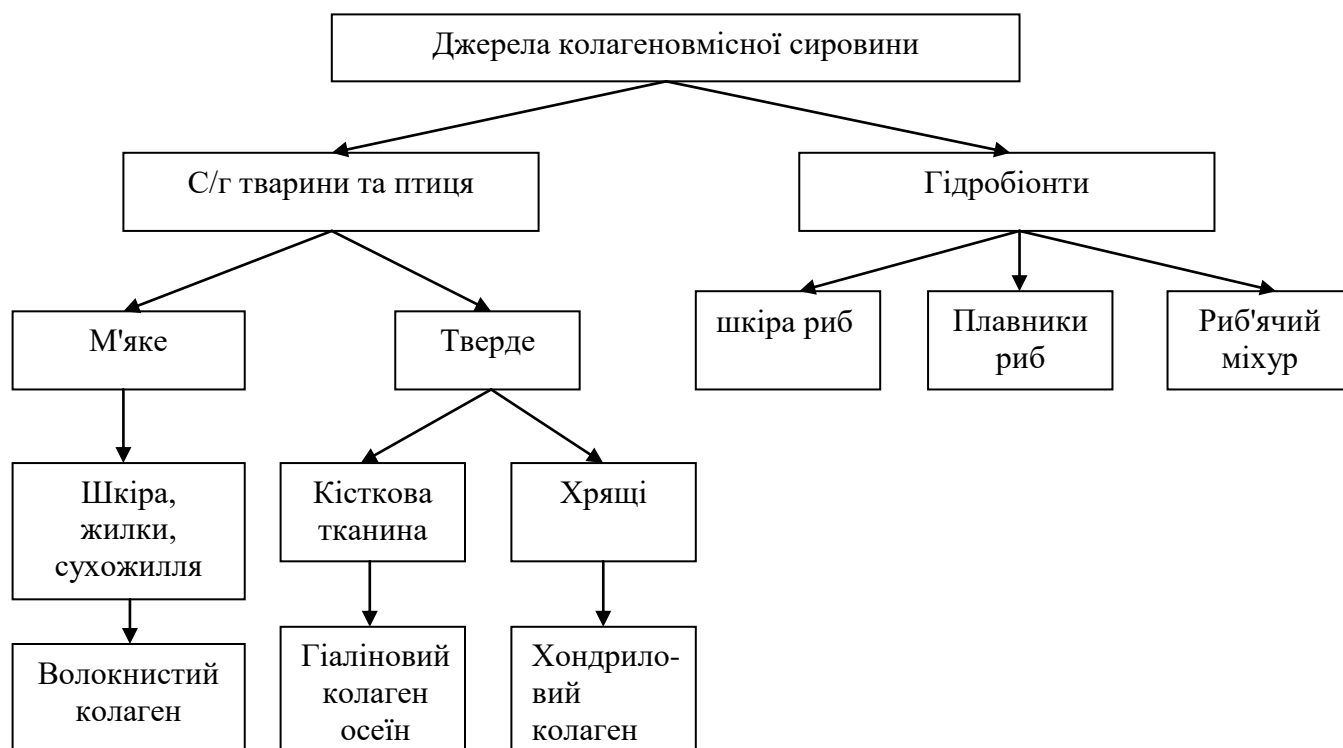 Джерела колагеновмісної сировини
С/г тварини та птиця
Гідробіонти
М'яке
Тверде
шкіра риб
Плавники
риб
Риб'ячий
міхур
Шкіра,
жилки,
сухожилля
Кісткова
тканина
Хрящі
Волокнистий
колаген
Гіаліновий
колаген
осеїн
Хондрило-
вий
колаген